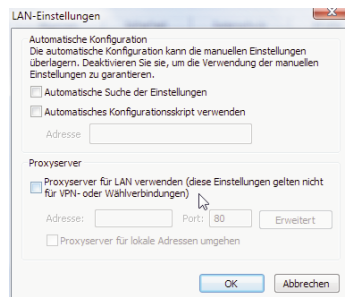 LAN-Einstellungen
Automatische Konfiguration
Die automatische Konfiguration kann die manuellen Einstellungen
überlagern. Deaktivieren Sie sie, um die Verwendung der manuellen
Einstellungen zu garantieren.
Automatische Suche der Einstellungen
Automatisches Konfigurationsskript verwenden
Adresse
Proxyserver
Proxyserver für LAN verwenden (diese Einstellungen gelten nicht
für VPN- oder Wählverbindungen)
Adresse: Port: 80 Erweitert
Proxyserver für lokale Adressen umgehen
OK Abbrechen